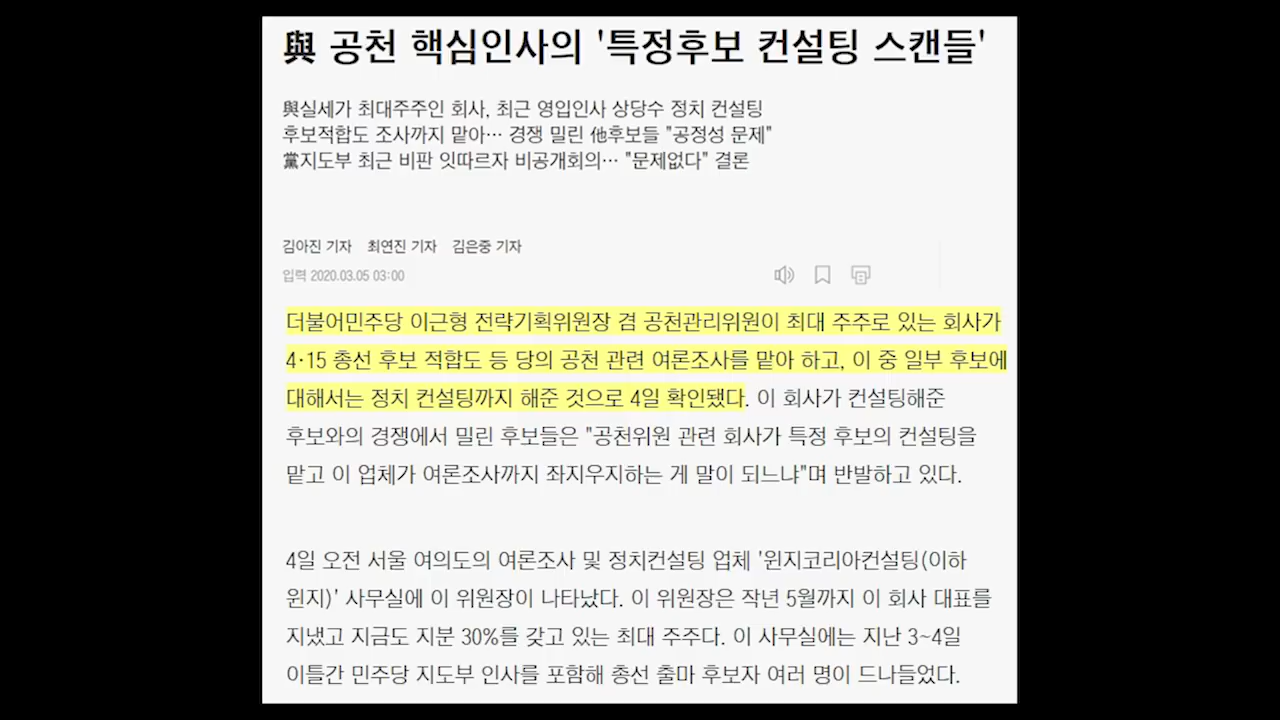 與 공천 핵심인사의 '특정후보 컨설팅 스캔들'
與실세가 최대주주인 회사, 최근 영입인사 상당수 정치 컨설팅
후보적합도 조사까지 맡아… 경쟁 밀린 他후보들 "공정성 문제"
黨지도부 최근 비판 잇따르자 비공개회의… "문제없다" 결론
김아진 기자 최연진 기자 김은중 기자
입력 2020.03.05 03:00
더불어민주당 이근형 전략기획위원장 겸 공천관리위원이 최대 주주로 있는 회사가
4·15 총선 후보 적합도 등 당의 공천 관련 여론조사를 맡아 하고, 이 중 일부 후보에
대해서는 정치 컨설팅까지 해준 것으로 4일 확인됐다. 이 회사가 컨설팅해준
후보와의 경쟁에서 밀린 후보들은 "공천위원 관련 회사가 특정 후보의 컨설팅을
맡고 이 업체가 여론조사까지 좌지우지하는 게 말이 되느냐"며 반발하고 있다.
4일 오전 서울 여의도의 여론조사 및 정치컨설팅 업체 '윈지코리아컨설팅(이하
윈지)' 사무실에 이 위원장이 나타났다. 이 위원장은 작년 5월까지 이 회사 대표를
지냈고 지금도 지분 30%를 갖고 있는 최대 주주다. 이 사무실에는 지난 3~4일
이틀간 민주당 지도부 인사를 포함해 총선 출마 후보자 여러 명이 드나들었다.